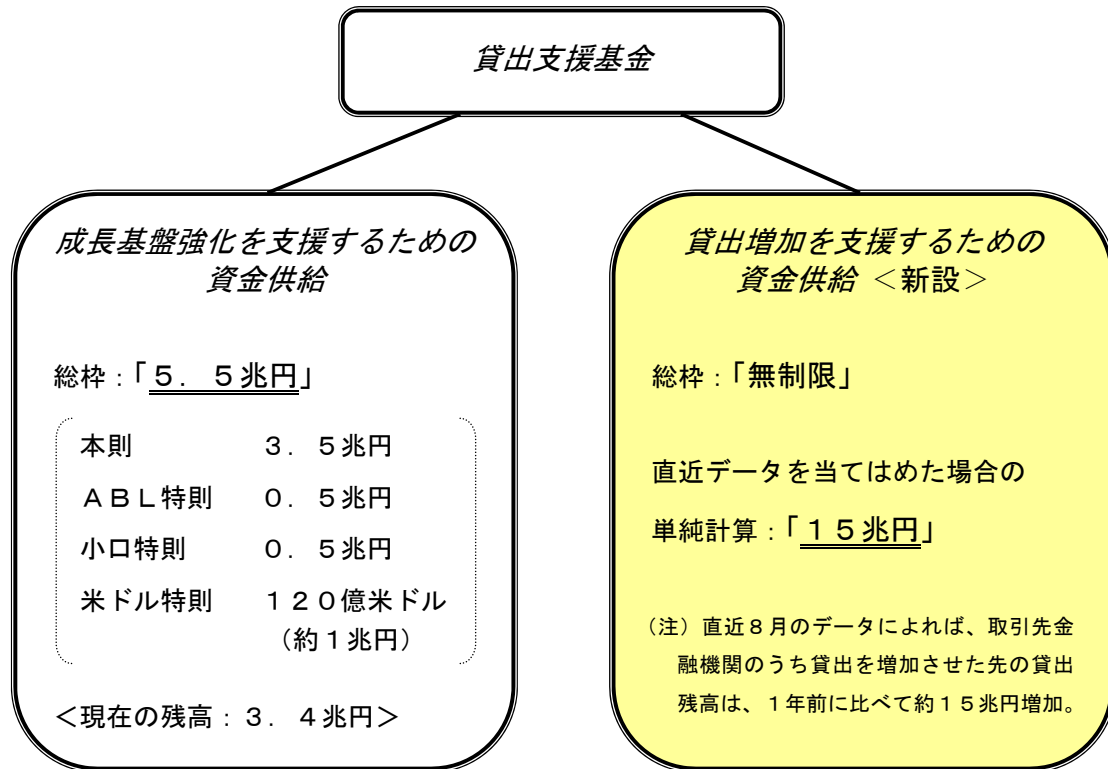 貸出支援基金
成長基盤強化を支援するための
資金供給
総枹:「5.5兆円」
本則 3.5兆円
ABL特則 0.5兆円
小口特則 0.5兆円
米ドル特則 120億米ドル
(約1兆円)
<現在の残高:3.4兆円>
貸出増加を支援するための
資金供給 <新設>
総枠:「無制限」
直近データを当てはめた場合の
単純計算:「15兆円」
(注)直近8月のデータによれば、取引先金
融機関のうち貸出を増加させた先の貸出
残高は、1年前に比べて約15兆円増加。